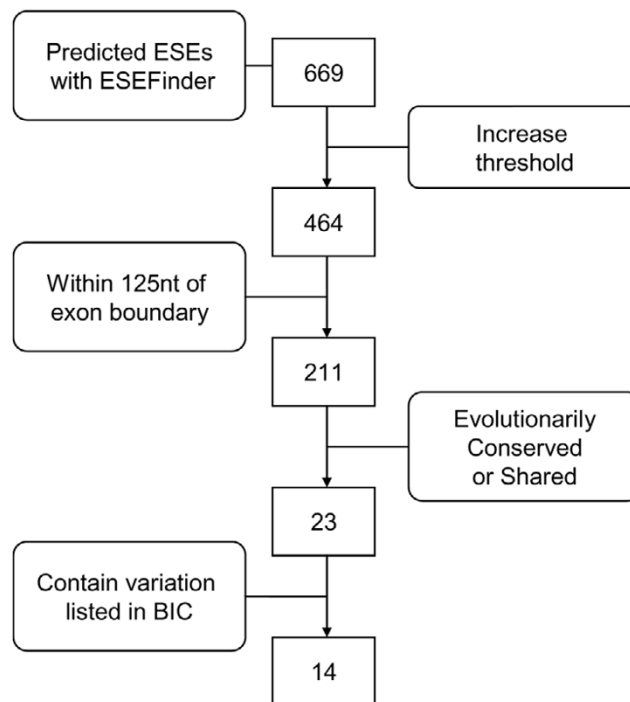 Predicted ESEs
with ESEFinder
669
Increase
threshold
464
Within 125nt of
exon boundary
211
Evolutionarily
Conserved
or Shared
23
Contain variation
listed in BIC
14